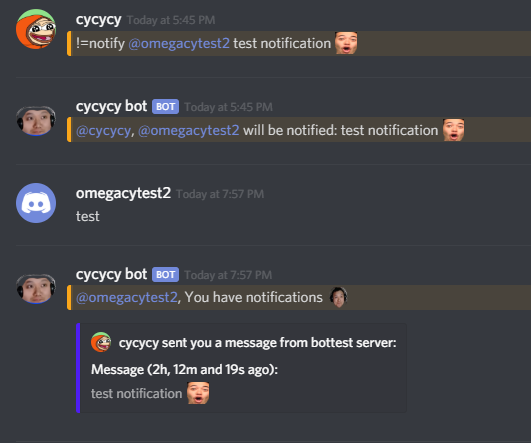 cycycy Today at 5:45 PM
!=notify @omegacytest2 test notification
cycycy bot BOT Today at 5:45 PM
@cycycy, @omegacytest2 will be notified: test notification
omegacytest2 Today at 7:57 PM
test
cycycy bot BOT Today at 7:57 PM
@omegacytest2, You have notifications
cycycy sent you a message from bottest server:
Message (2h, 12m and 19s ago):
test notification